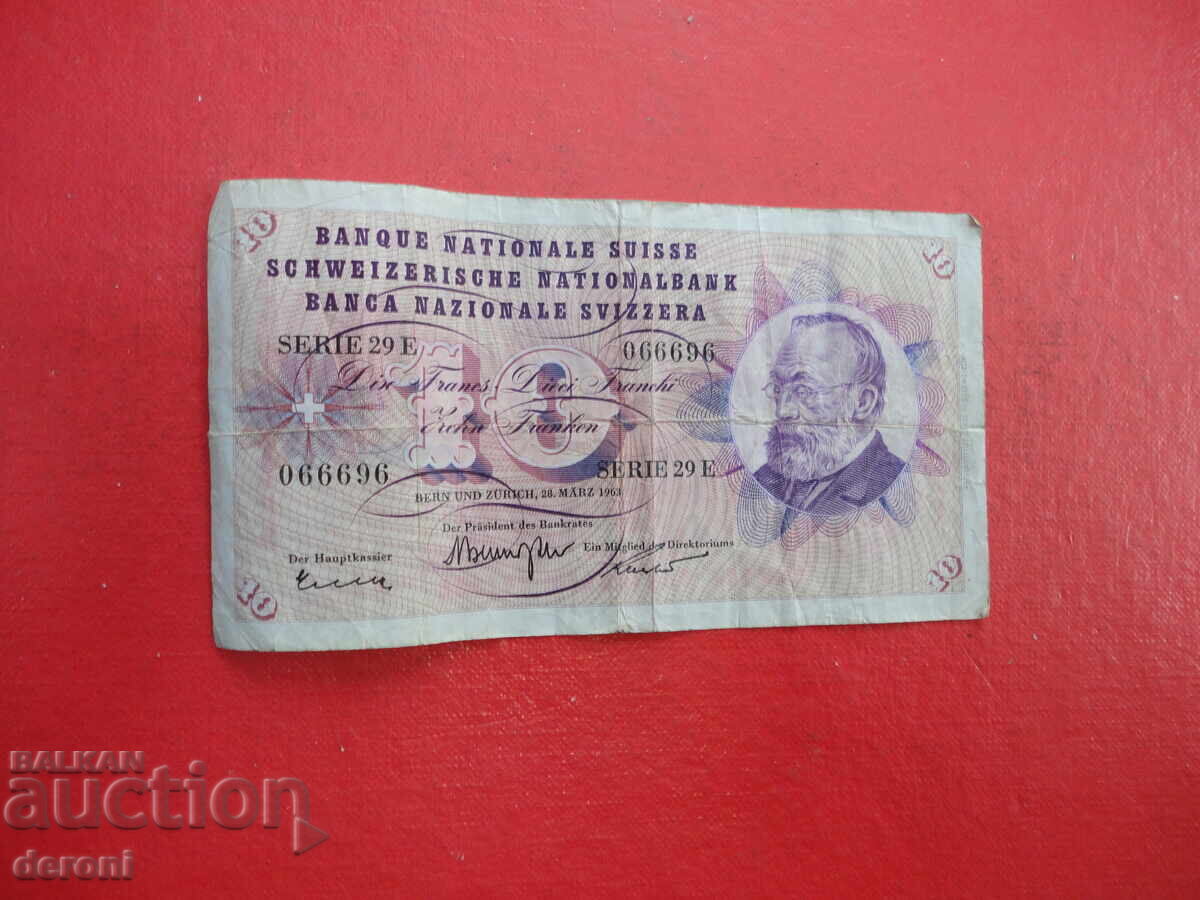 10 10
BANQUE NATIONALE SUISSE
SCHWEIZERISCHE NATIONALBANK
BANCA NAZIONALE SVIZZERA
SERIE 29 E 066696
Dix Francs - Dieci Franchi
10
Zehn Franken
066696 SERIE 29 E
BERN UND ZÜRICH, 28. MÄRZ 1963
Der Präsident des Bankrates
Der Hauptkassier Ein Mitglied des Direktoriums
10 10
BALKAN
auction
deroni